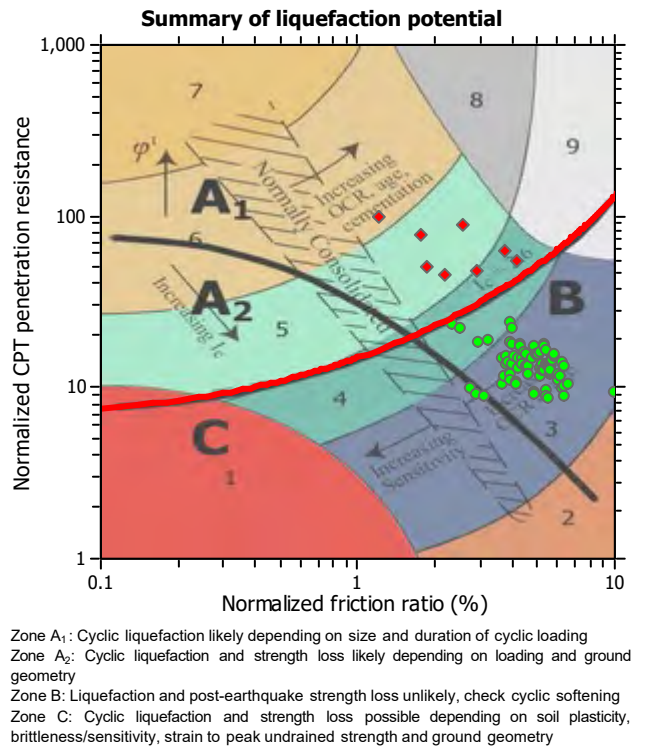 Summary of liquefaction potential
Normalized CPT penetration resistance
1,000
100
10
1
0.1
1
10
Normalized friction ratio (%)
7
8
9
φ'
A1
Increasing
OCR, age,
cementation
Normally Consolidated
6
A2
Increasing Ic
5
B
4
3
C
1
Increasing
Sensitivity
2
Zone A1: Cyclic liquefaction likely depending on size and duration of cyclic loading
Zone A2: Cyclic liquefaction and strength loss likely depending on loading and ground
geometry
Zone B: Liquefaction and post-earthquake strength loss unlikely, check cyclic softening
Zone C: Cyclic liquefaction and strength loss possible depending on soil plasticity,
brittleness/sensitivity, strain to peak undrained strength and ground geometry